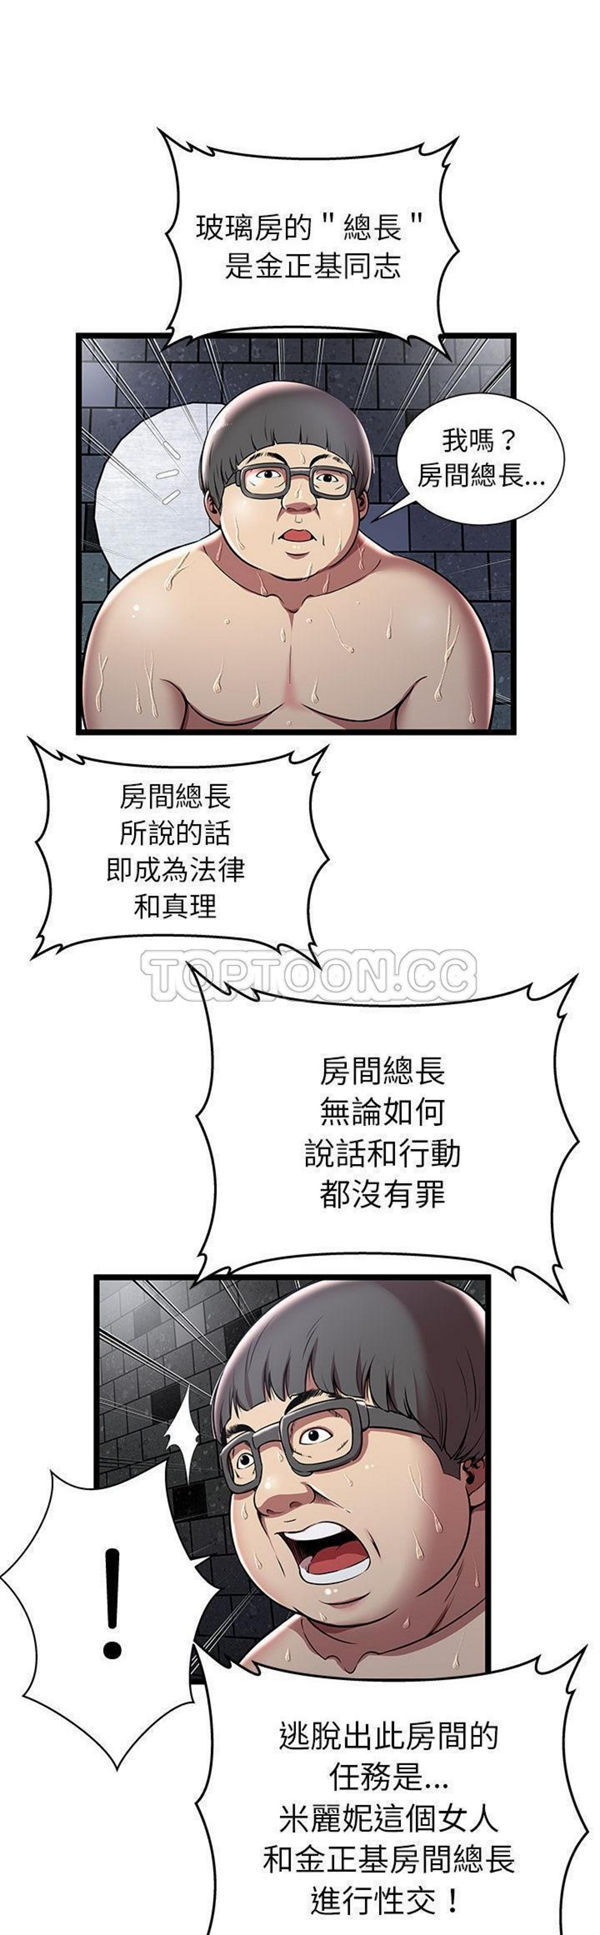 玻璃房的＂總長＂
是金正基同志
我嗎？
房間總長…
房間總長
所說的話
即成為法律
和真理
TOPTOON.CC
房間總長
無論如何
說話和行動
都沒有罪
！
逃脫出此房間的
任務是…
米麗妮這個女人
和金正基房間總長
進行性交！